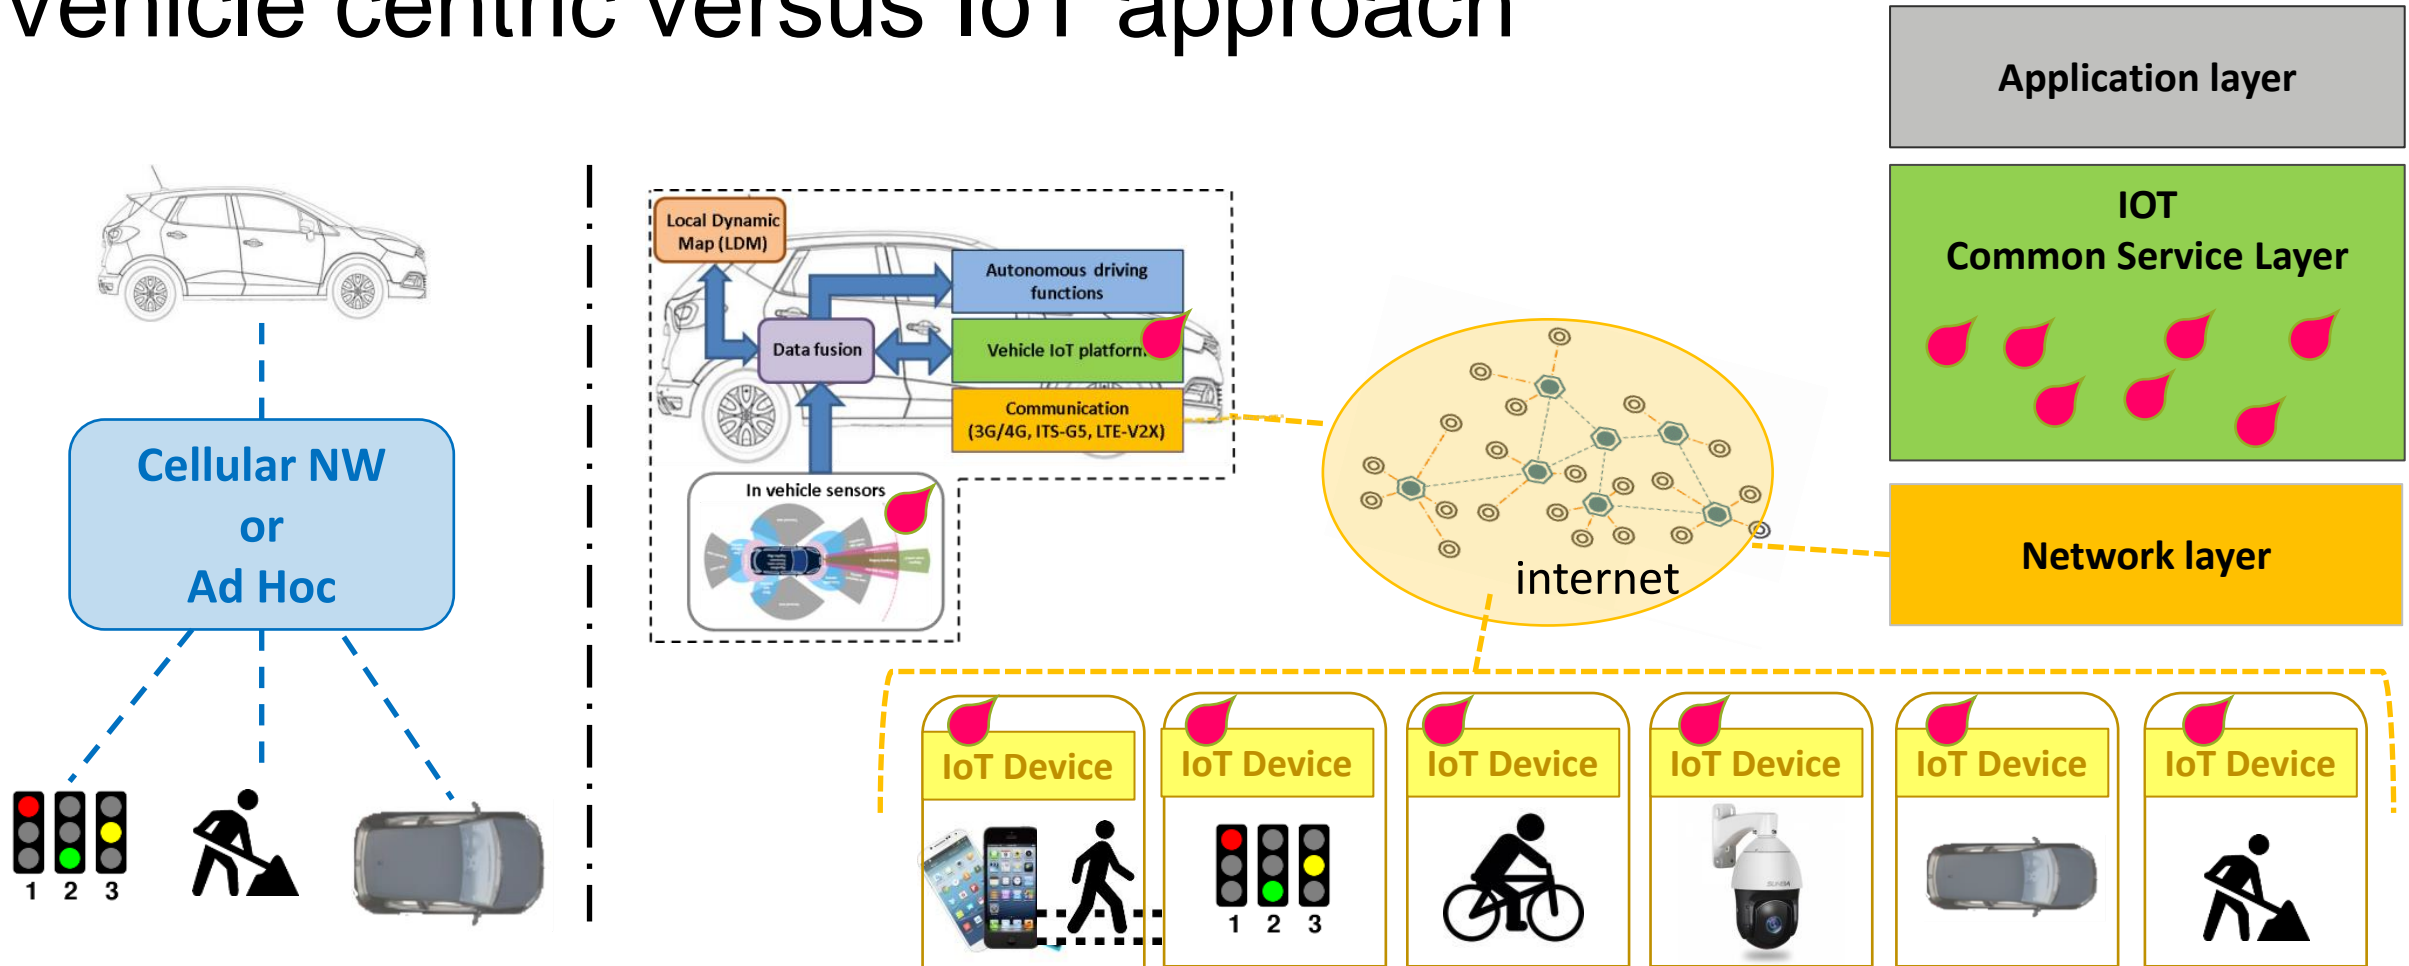 Vehicle centric versus IoT approach
Application layer
IOT
Common Service Layer
Network layer
Cellular NW
or
Ad Hoc
1 2 3
Local Dynamic
Map (LDM)
Autonomous driving
functions
Data fusion
Vehicle IoT platform
Communication
(3G/4G, ITS-G5, LTE-V2X)
In vehicle sensors
internet
IoT Device
IoT Device
IoT Device
IoT Device
IoT Device
IoT Device
1 2 3